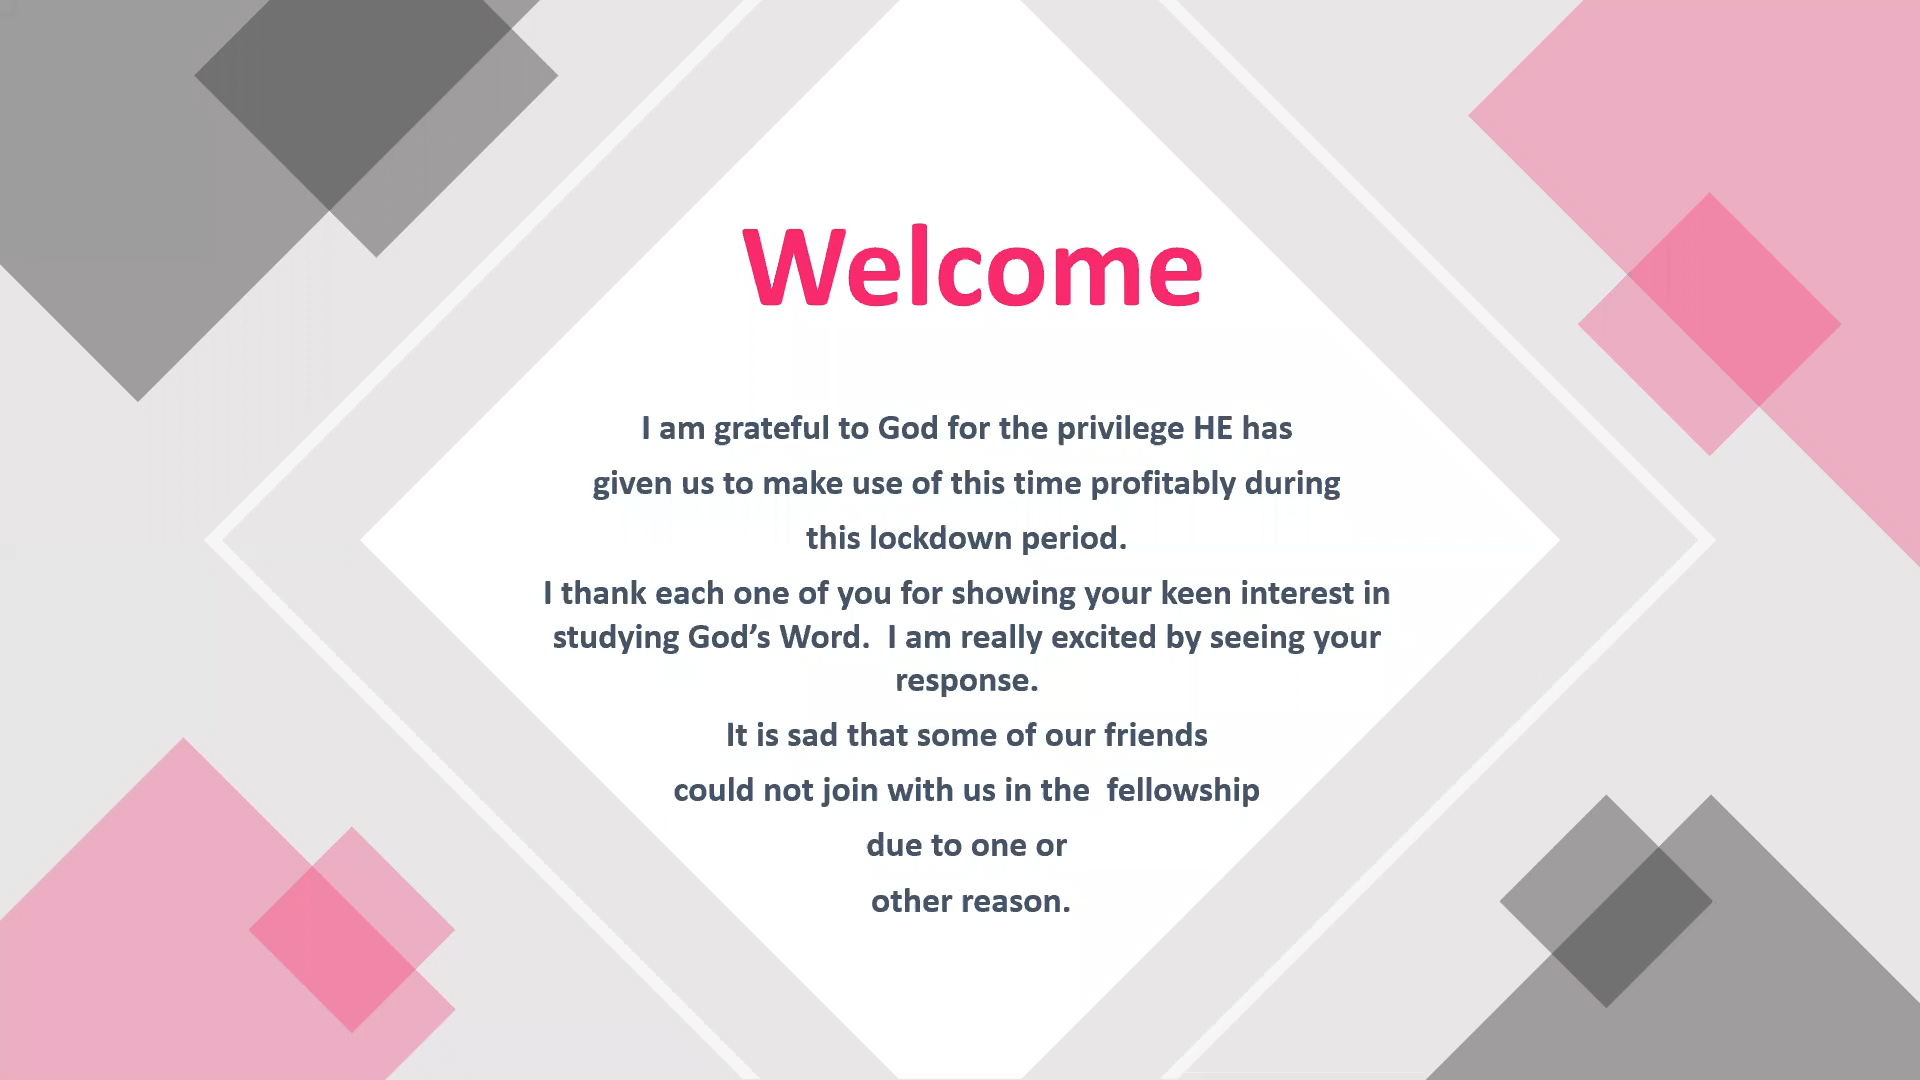 Welcome
I am grateful to God for the privilege HE has
given us to make use of this time profitably during
this lockdown period.
I thank each one of you for showing your keen interest in
studying God’s Word.  I am really excited by seeing your
response.
It is sad that some of our friends
could not join with us in the  fellowship
due to one or
other reason.